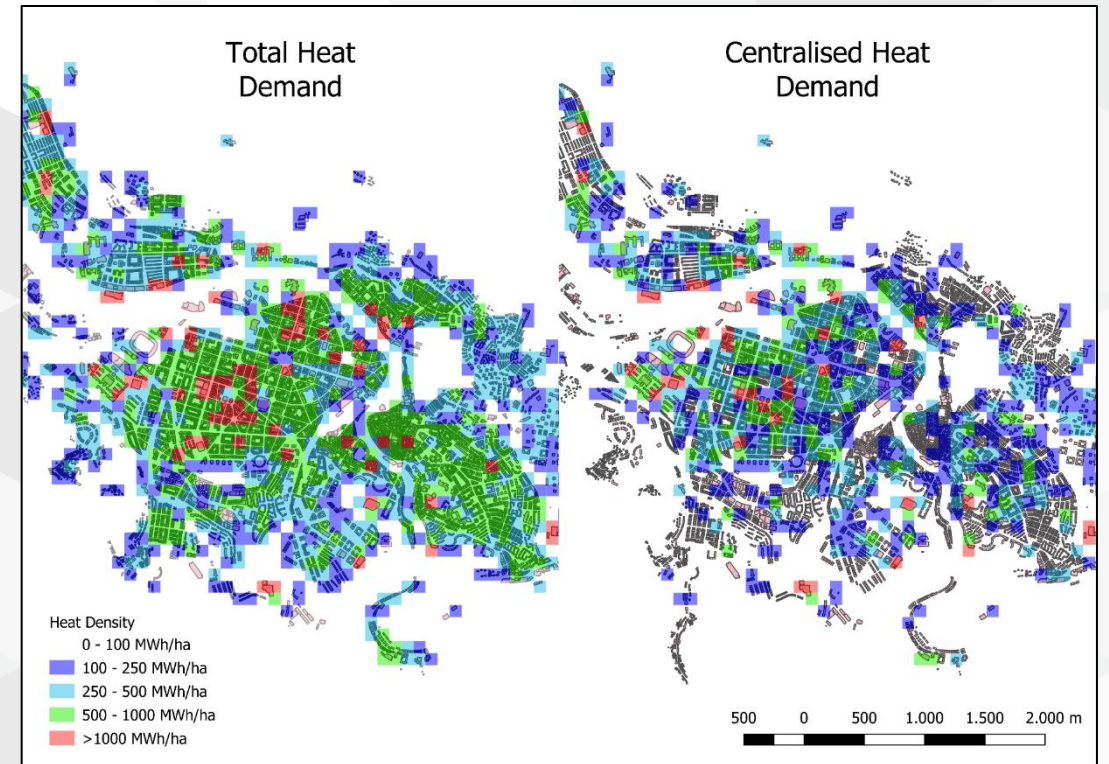 Total Heat
Demand
Centralised Heat
Demand
Heat Density
0 - 100 MWh/ha
100 - 250 MWh/ha
250 - 500 MWh/ha
500 - 1000 MWh/ha
>1000 MWh/ha
500 0 500 1.000 1.500 2.000 m